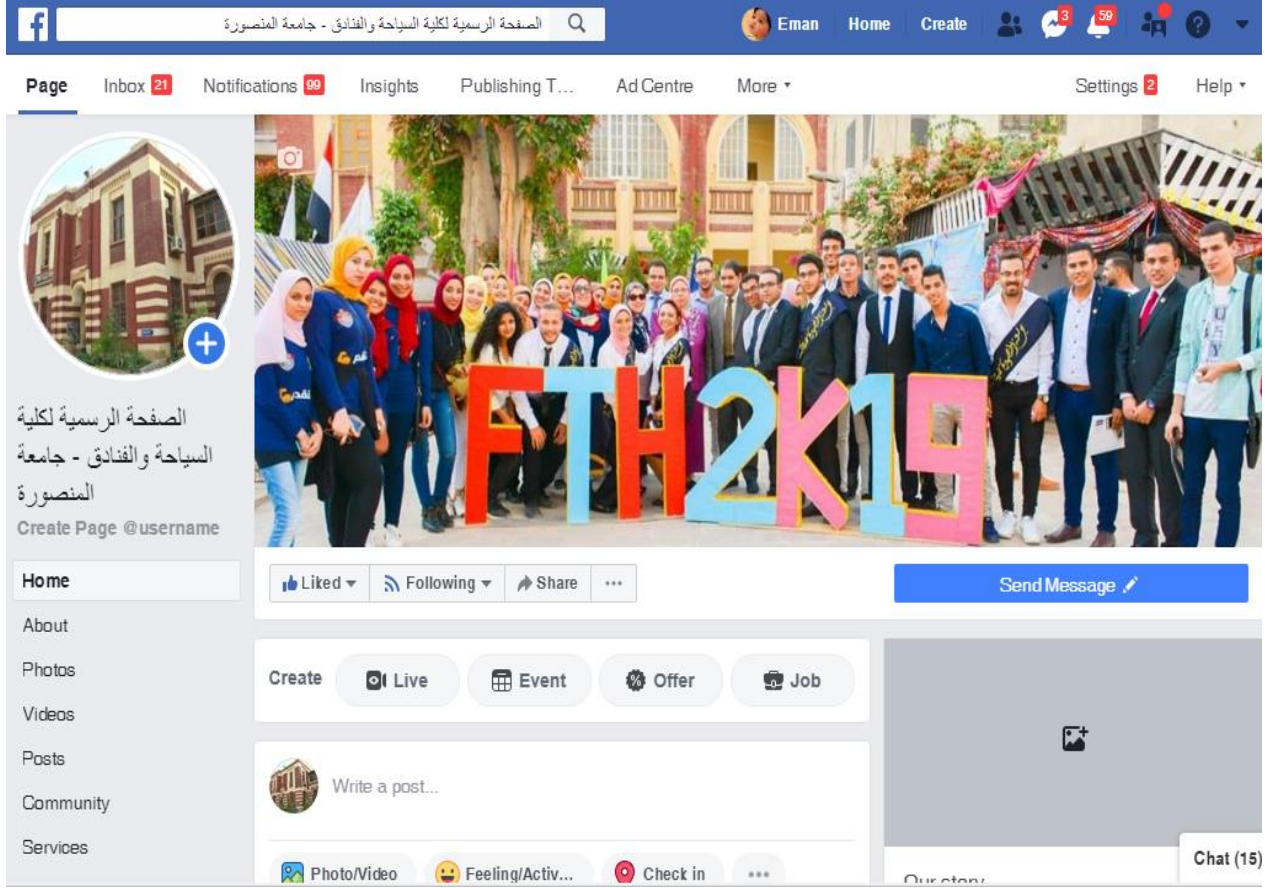 الصفحة الرسمية لكلية السياحة والفنادق - جامعة المنصورة
Eman Home Create 3 59
Page Inbox 21 Notifications 99 Insights Publishing T... Ad Centre More Settings 2 Help
الصفحة الرسمية لكلية
السياحة والفنادق - جامعة
المنصورة
Create Page @username
FTH2K19
Home
About
Photos
Videos
Posts
Community
Services
Liked Following Share ... Send Message
Create Live Event Offer Job
Write a post...
Photo/Video Feeling/Activ... Check in ...
Our story
Chat (15)